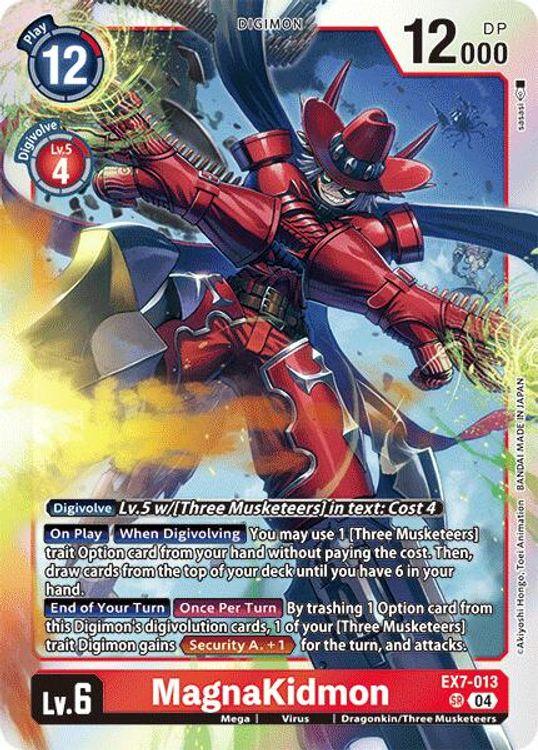 DIGIMON
Play
12
12000
DP
Digivolve
Lv.5
4
sasasi
©Akiyoshi Hongo, Toei Animation BANDAI MADE IN JAPAN
Digivolve Lv.5 w/[Three Musketeers] in text: Cost 4
On Play When Digivolving You may use 1 [Three Musketeers]
trait Option card from your hand without paying the cost. Then,
draw cards from the top of your deck until you have 6 in your
hand.
End of Your Turn Once Per Turn By trashing 1 Option card from
this Digimon's digivolution cards, 1 of your [Three Musketeers]
trait Digimon gains Security A. +1 for the turn, and attacks.
Lv.6
MagnaKidmon
EX7-013
SR 04
Mega | Virus | Dragonkin/Three Musketeers